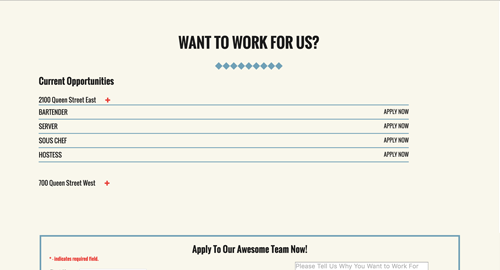 WANT TO WORK FOR US?
Current Opportunities
2100 Queen Street East +
BARTENDER APPLY NOW
SERVER APPLY NOW
SOUS CHEF APPLY NOW
HOSTESS APPLY NOW
700 Queen Street West +
Apply To Our Awesome Team Now!
* - indicates required field.
Please Tell Us Why You Want to Work For